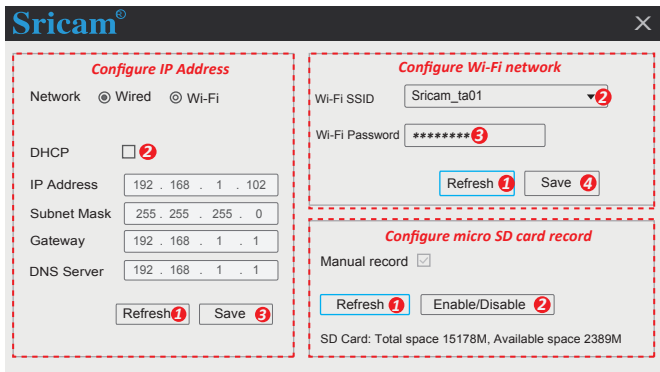 Sricam®
Configure IP Address
Network Wired Wi-Fi
DHCP 2
IP Address 192 . 168 . 1 . 102
Subnet Mask 255 . 255 . 255 . 0
Gateway 192 . 168 . 1 . 1
DNS Server 192 . 168 . 1 . 1
Refresh 1 Save 3
Configure Wi-Fi network
Wi-Fi SSID Sricam_ta01 2
Wi-Fi Password ******** 3
Refresh 1 Save 4
Configure micro SD card record
Manual record
Refresh 1 Enable/Disable 2
SD Card: Total space 15178M, Available space 2389M